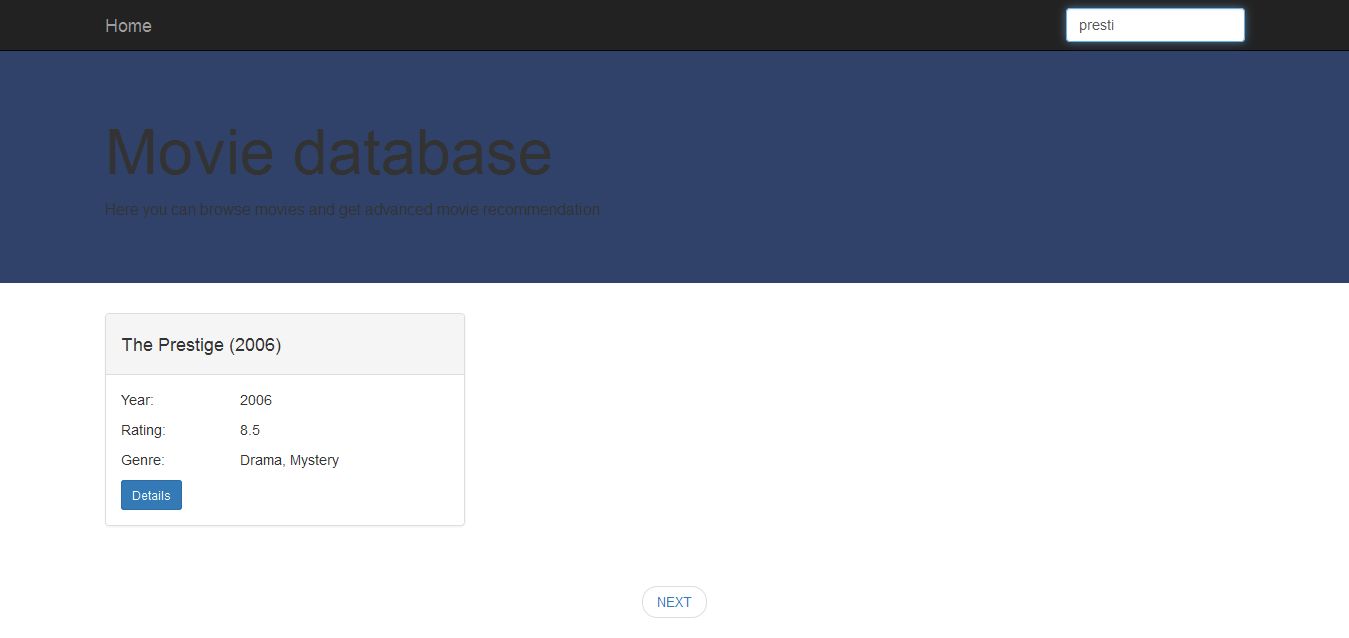 Home
presti
Movie database
Here you can browse movies and get advanced movie recommendation
The Prestige (2006)
Year: 2006
Rating: 8.5
Genre: Drama, Mystery
Details
NEXT